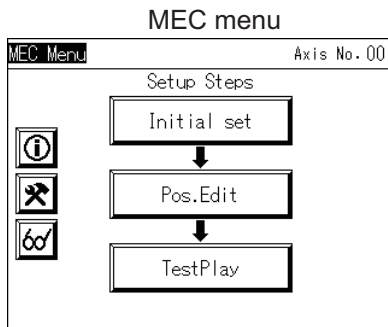 MEC menu
MEC Menu Axis No.00
Setup Steps
Initial set
Pos.Edit
TestPlay